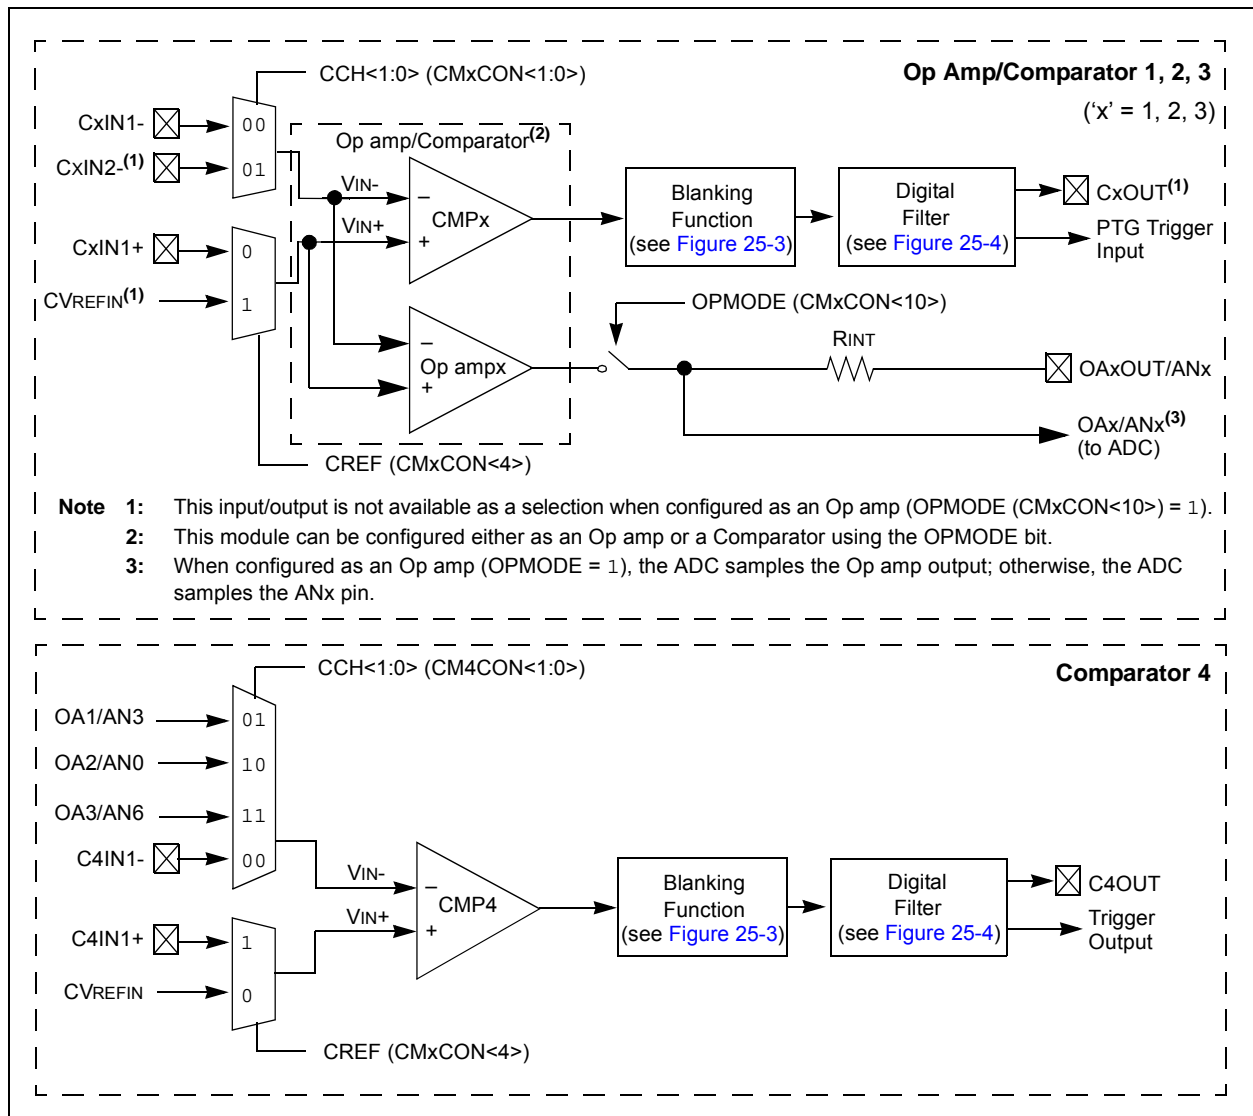 CCH<1:0> (CMxCON<1:0>)
Op Amp/Comparator 1, 2, 3
('x' = 1, 2, 3)
CxIN1-
00
Op amp/Comparator(2)
CxIN2-(1)
01
VIN-
–
CMPx
Blanking
Function
(see Figure 25-3)
Digital
Filter
(see Figure 25-4)
CxOUT(1)
VIN+
+
PTG Trigger
Input
CxIN1+
0
CVREFIN(1)
1
OPMODE (CMxCON<10>)
–
Op ampx
+
RINT
OAxOUT/ANx
OAx/ANx(3)
(to ADC)
CREF (CMxCON<4>)
Note 1: This input/output is not available as a selection when configured as an Op amp (OPMODE (CMxCON<10>) = 1).
2: This module can be configured either as an Op amp or a Comparator using the OPMODE bit.
3: When configured as an Op amp (OPMODE = 1), the ADC samples the Op amp output; otherwise, the ADC
samples the ANx pin.
CCH<1:0> (CM4CON<1:0>)
Comparator 4
OA1/AN3
01
OA2/AN0
10
OA3/AN6
11
C4IN1-
00
VIN-
–
CMP4
Blanking
Function
(see Figure 25-3)
Digital
Filter
(see Figure 25-4)
C4OUT
VIN+
+
Trigger
Output
C4IN1+
1
CVREFIN
0
CREF (CMxCON<4>)